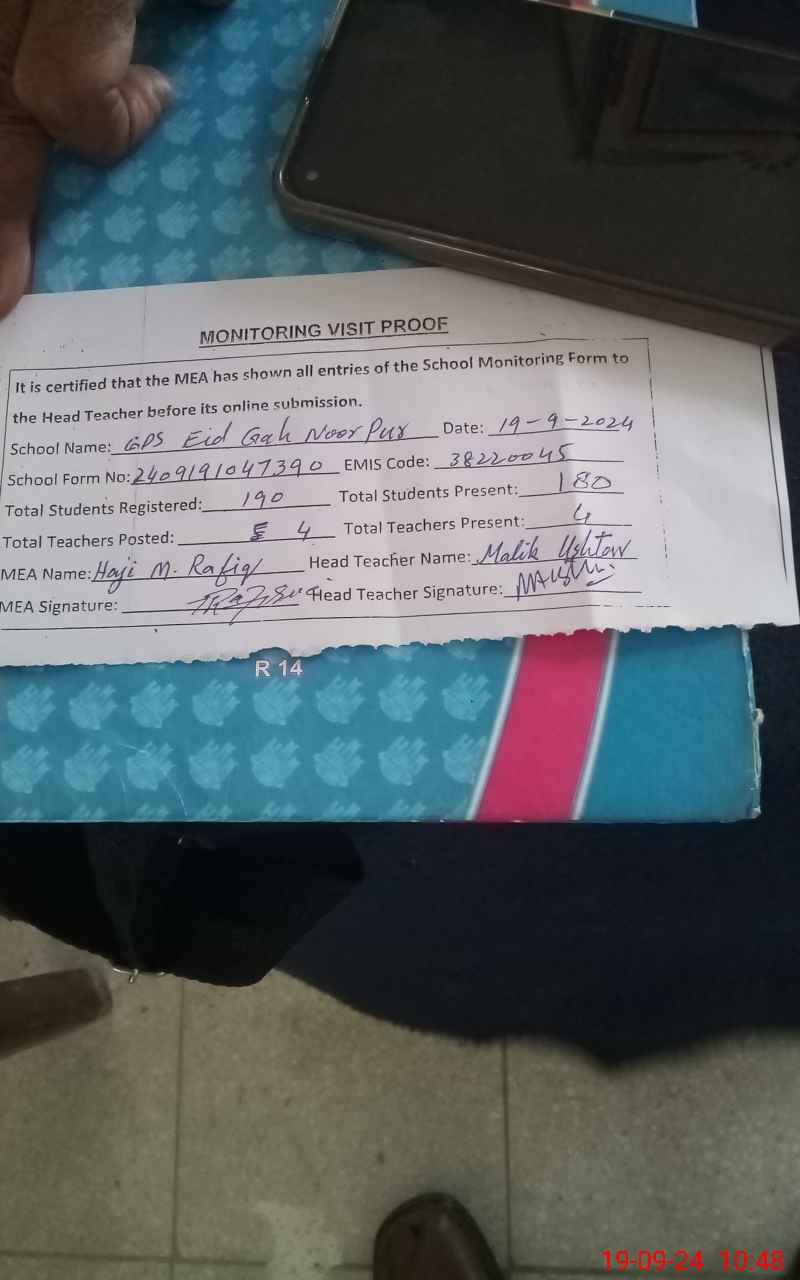 MONITORING VISIT PROOF
It is certified that the MEA has shown all entries of the School Monitoring Form to
the Head Teacher before its online submission.
School Name: GPS Eid Gah Noor Pur Date: 19-9-2024
School Form No: 2409191047390 EMIS Code: 38220045
Total Students Registered: 190 Total Students Present: 180
Total Teachers Posted: 4 Total Teachers Present: 4
MEA Name: Haji M. Rafiq Head Teacher Name: Malik
MEA Signature: Head Teacher Signature:
R 14
19-09-24 10:48